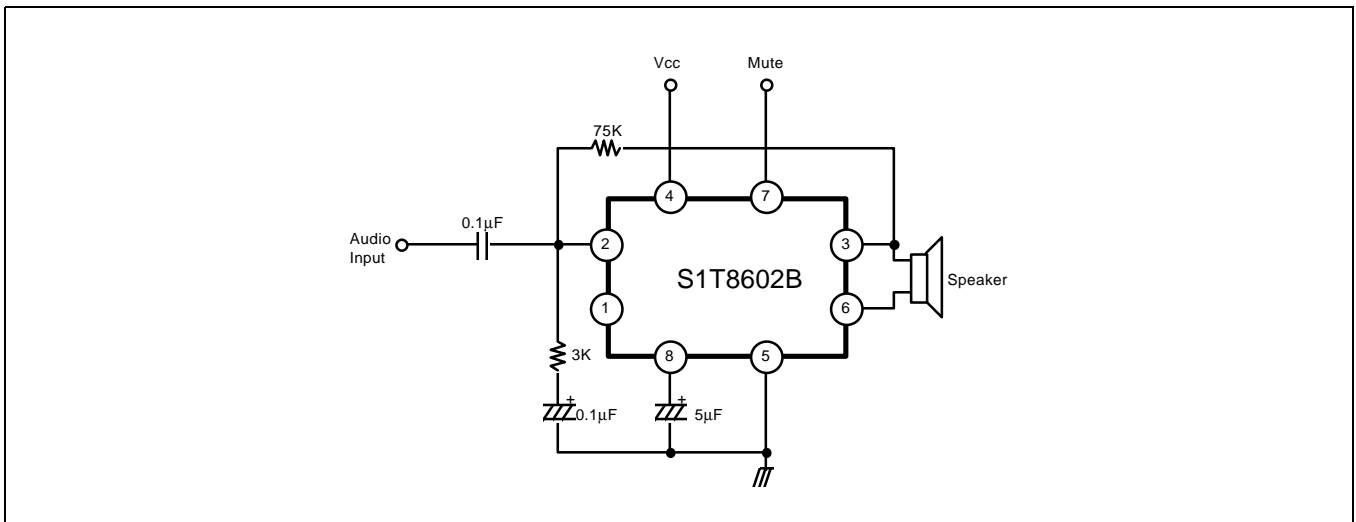 Vcc
Mute
75K
4
7
0.1μF
Audio
Input
2
3
S1T8602B
Speaker
1
6
8
5
3K
+
0.1μF
+
5μF